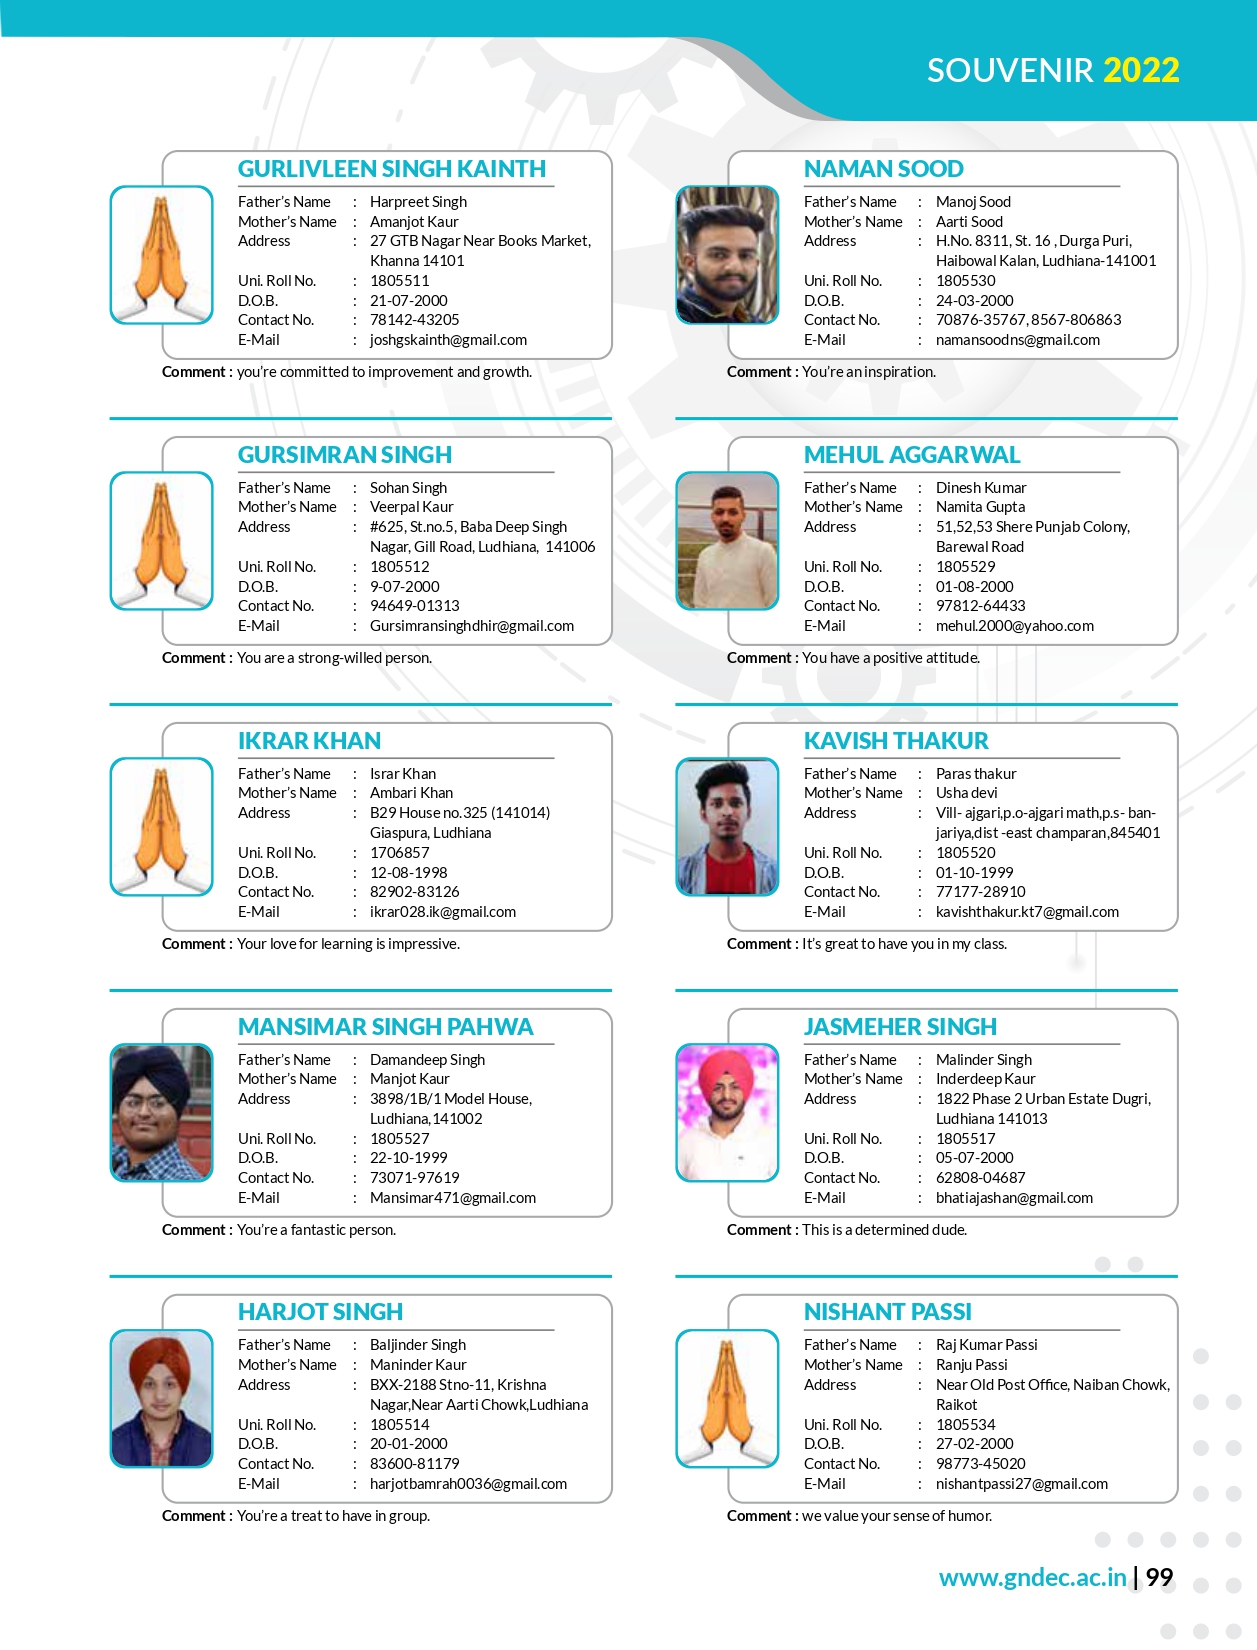 SOUVENIR 2022
GURLIVLEEN SINGH KAINTH
Father's Name : Harpreet Singh
Mother's Name : Amanjot Kaur
Address : 27 GTB Nagar Near Books Market,
Khanna 14101
Uni. Roll No. : 1805511
D.O.B. : 21-07-2000
Contact No. : 78142-43205
E-Mail : joshgskainth@gmail.com
Comment : you're committed to improvement and growth.
NAMAN SOOD
Father's Name : Manoj Sood
Mother's Name : Aarti Sood
Address : H.No. 8311, St. 16 , Durga Puri,
Haibowal Kalan, Ludhiana-141001
Uni. Roll No. : 1805530
D.O.B. : 24-03-2000
Contact No. : 70876-35767, 8567-806863
E-Mail : namansoodns@gmail.com
Comment : You're an inspiration.
GURSIMRAN SINGH
Father's Name : Sohan Singh
Mother's Name : Veerpal Kaur
Address : #625, St.no.5, Baba Deep Singh
Nagar, Gill Road, Ludhiana, 141006
Uni. Roll No. : 1805512
D.O.B. : 9-07-2000
Contact No. : 94649-01313
E-Mail : Gursimransinghdhir@gmail.com
Comment : You are a strong-willed person.
MEHUL AGGARWAL
Father's Name : Dinesh Kumar
Mother's Name : Namita Gupta
Address : 51,52,53 Shere Punjab Colony,
Barewal Road
Uni. Roll No. : 1805529
D.O.B. : 01-08-2000
Contact No. : 97812-64433
E-Mail : mehul.2000@yahoo.com
Comment : You have a positive attitude.
IKRAR KHAN
Father's Name : Israr Khan
Mother's Name : Ambari Khan
Address : B29 House no.325 (141014)
Giaspura, Ludhiana
Uni. Roll No. : 1706857
D.O.B. : 12-08-1998
Contact No. : 82902-83126
E-Mail : ikrar028.ik@gmail.com
Comment : Your love for learning is impressive.
KAVISH THAKUR
Father's Name : Paras thakur
Mother's Name : Usha devi
Address : Vill- ajgari,p.o-ajgari math,p.s- ban-
jariya,dist -east champaran,845401
Uni. Roll No. : 1805520
D.O.B. : 01-10-1999
Contact No. : 77177-28910
E-Mail : kavishthakur.kt7@gmail.com
Comment : It's great to have you in my class.
MANSIMAR SINGH PAHWA
Father's Name : Damandeep Singh
Mother's Name : Manjot Kaur
Address : 3898/1B/1 Model House,
Ludhiana,141002
Uni. Roll No. : 1805527
D.O.B. : 22-10-1999
Contact No. : 73071-97619
E-Mail : Mansimar471@gmail.com
Comment : You're a fantastic person.
JASMEHER SINGH
Father's Name : Malinder Singh
Mother's Name : Inderdeep Kaur
Address : 1822 Phase 2 Urban Estate Dugri,
Ludhiana 141013
Uni. Roll No. : 1805517
D.O.B. : 05-07-2000
Contact No. : 62808-04687
E-Mail : bhatiajashan@gmail.com
Comment : This is a determined dude.
HARJOT SINGH
Father's Name : Baljinder Singh
Mother's Name : Maninder Kaur
Address : BXX-2188 Stno-11, Krishna
Nagar,Near Aarti Chowk,Ludhiana
Uni. Roll No. : 1805514
D.O.B. : 20-01-2000
Contact No. : 83600-81179
E-Mail : harjotbamrah0036@gmail.com
Comment : You're a treat to have in group.
NISHANT PASSI
Father's Name : Raj Kumar Passi
Mother's Name : Ranju Passi
Address : Near Old Post Office, Naiban Chowk,
Raikot
Uni. Roll No. : 1805534
D.O.B. : 27-02-2000
Contact No. : 98773-45020
E-Mail : nishantpassi27@gmail.com
Comment : we value your sense of humor.
www.gndec.ac.in | 99